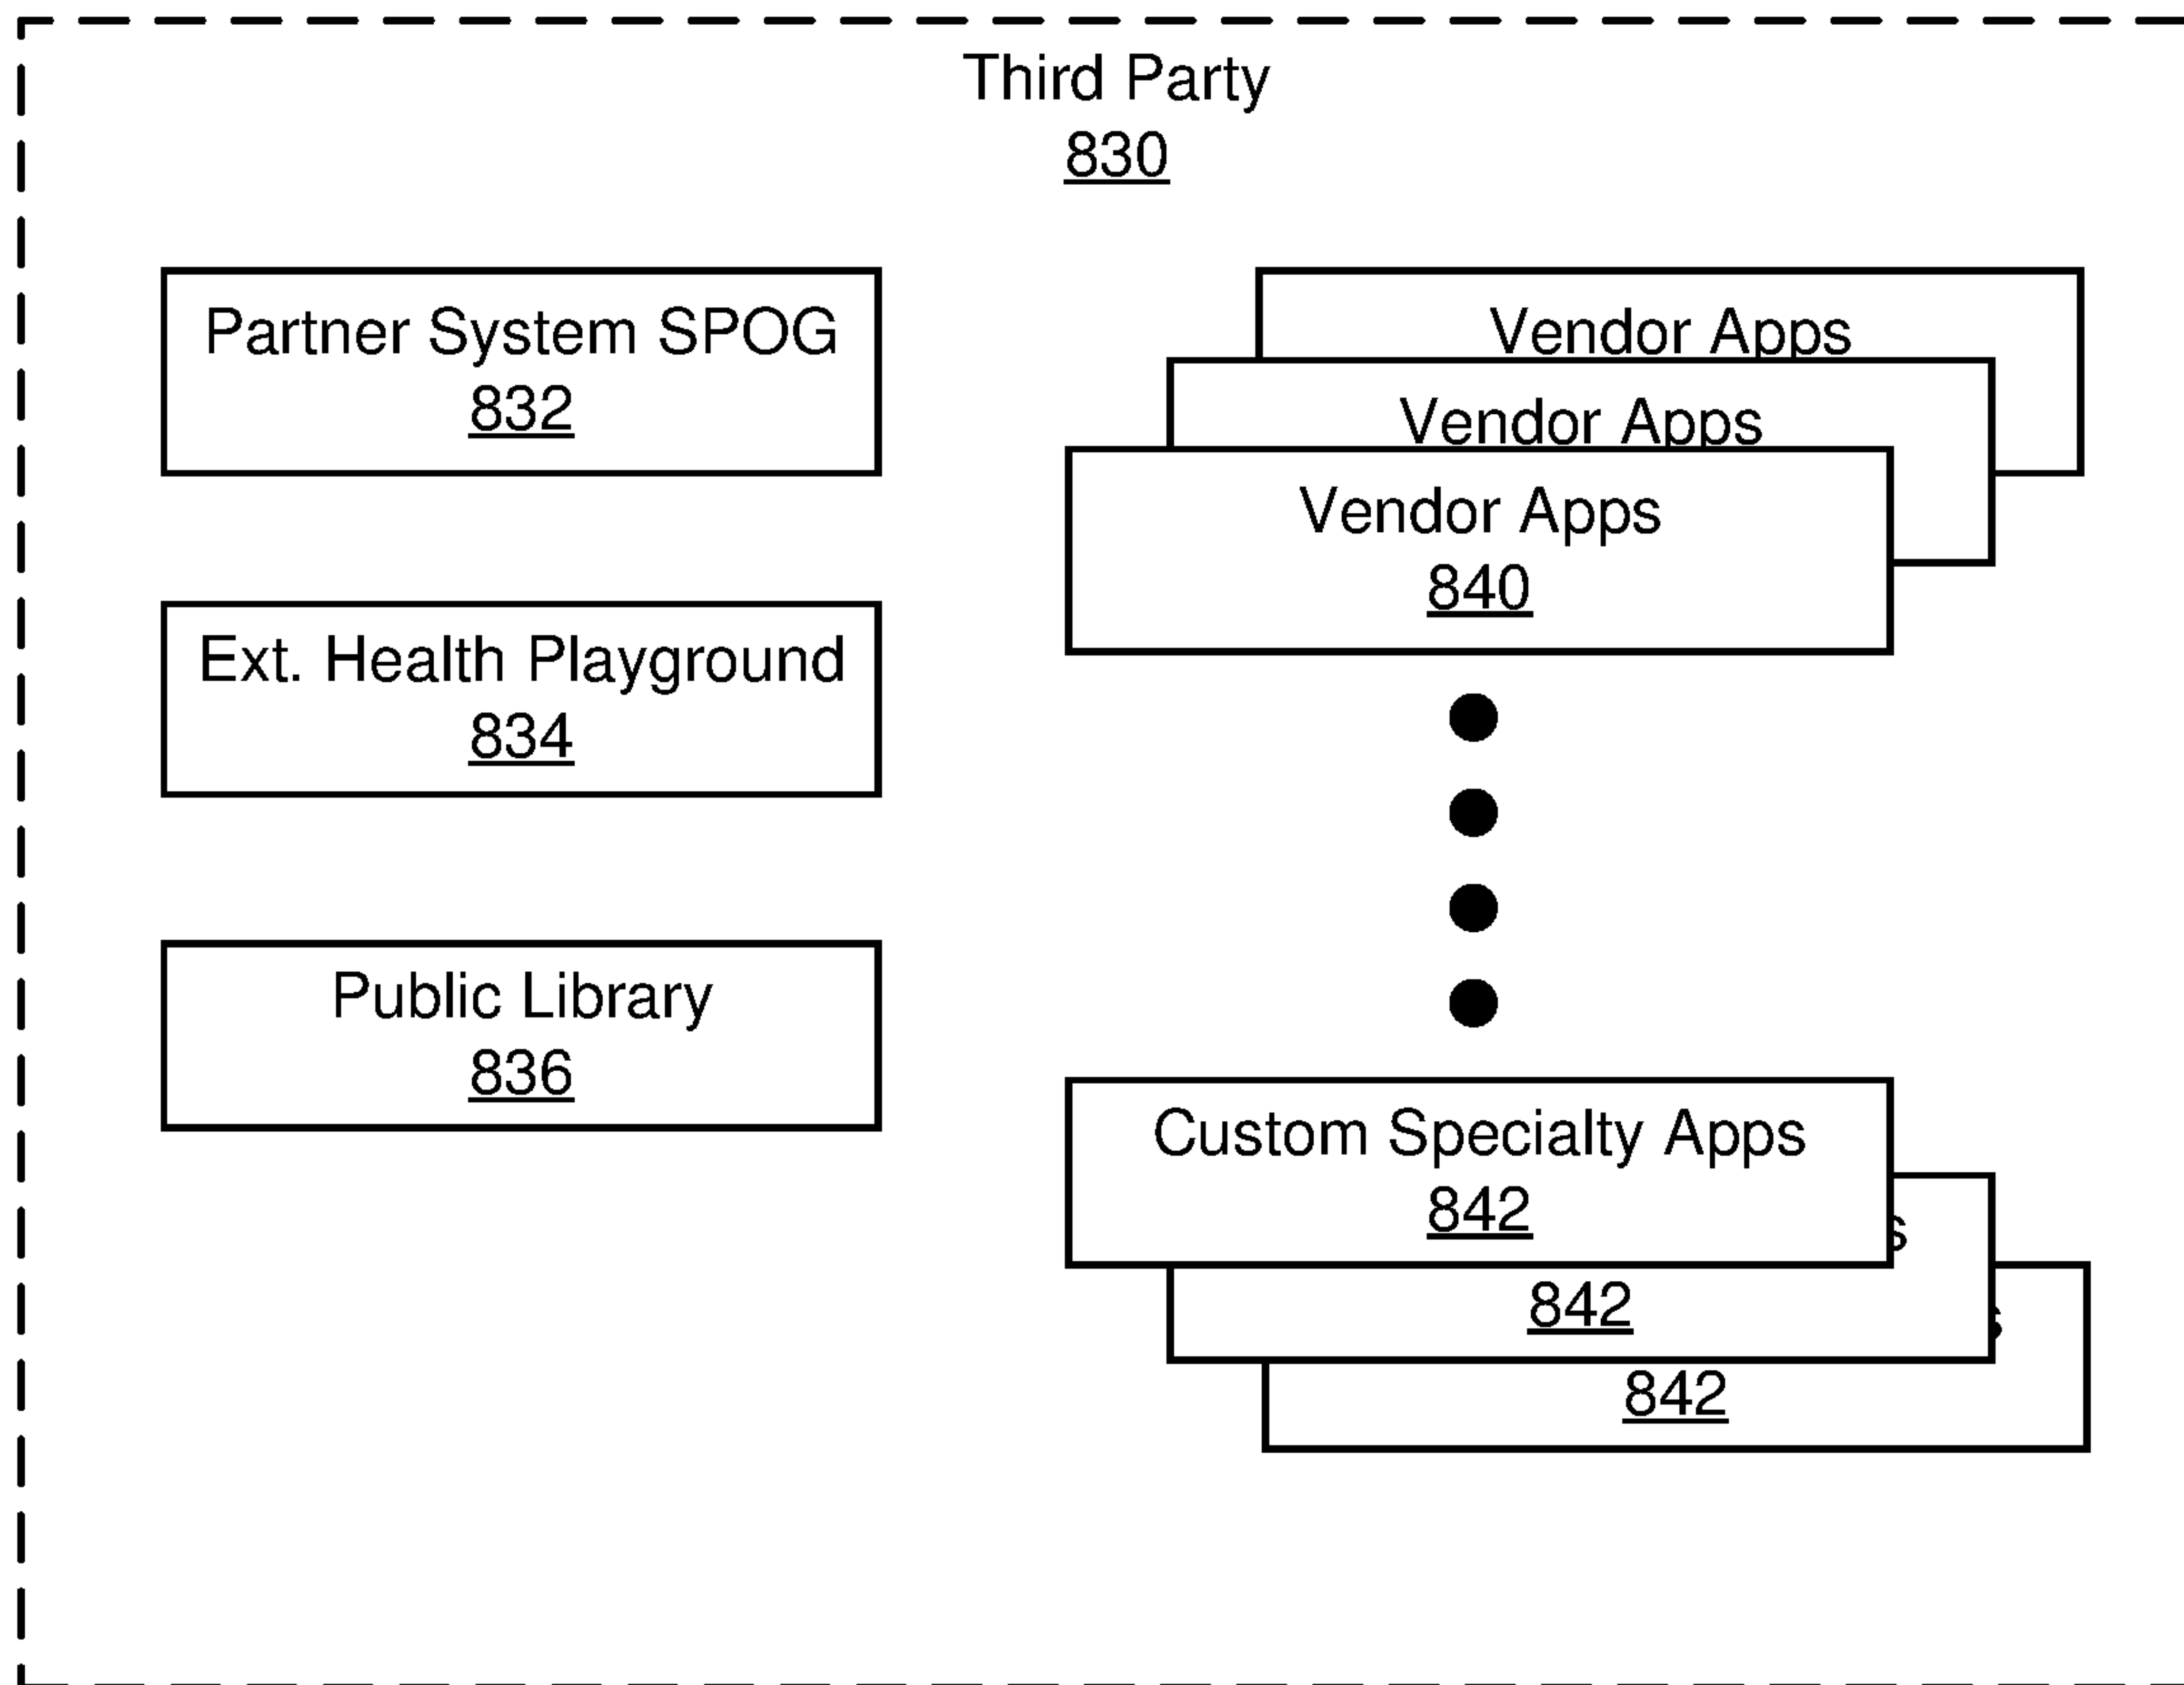 Third Party
830
Partner System SPOG
832
Ext. Health Playground
834
Public Library
836
Vendor Apps
Vendor Apps
Vendor Apps
840
Custom Specialty Apps
842
842
842